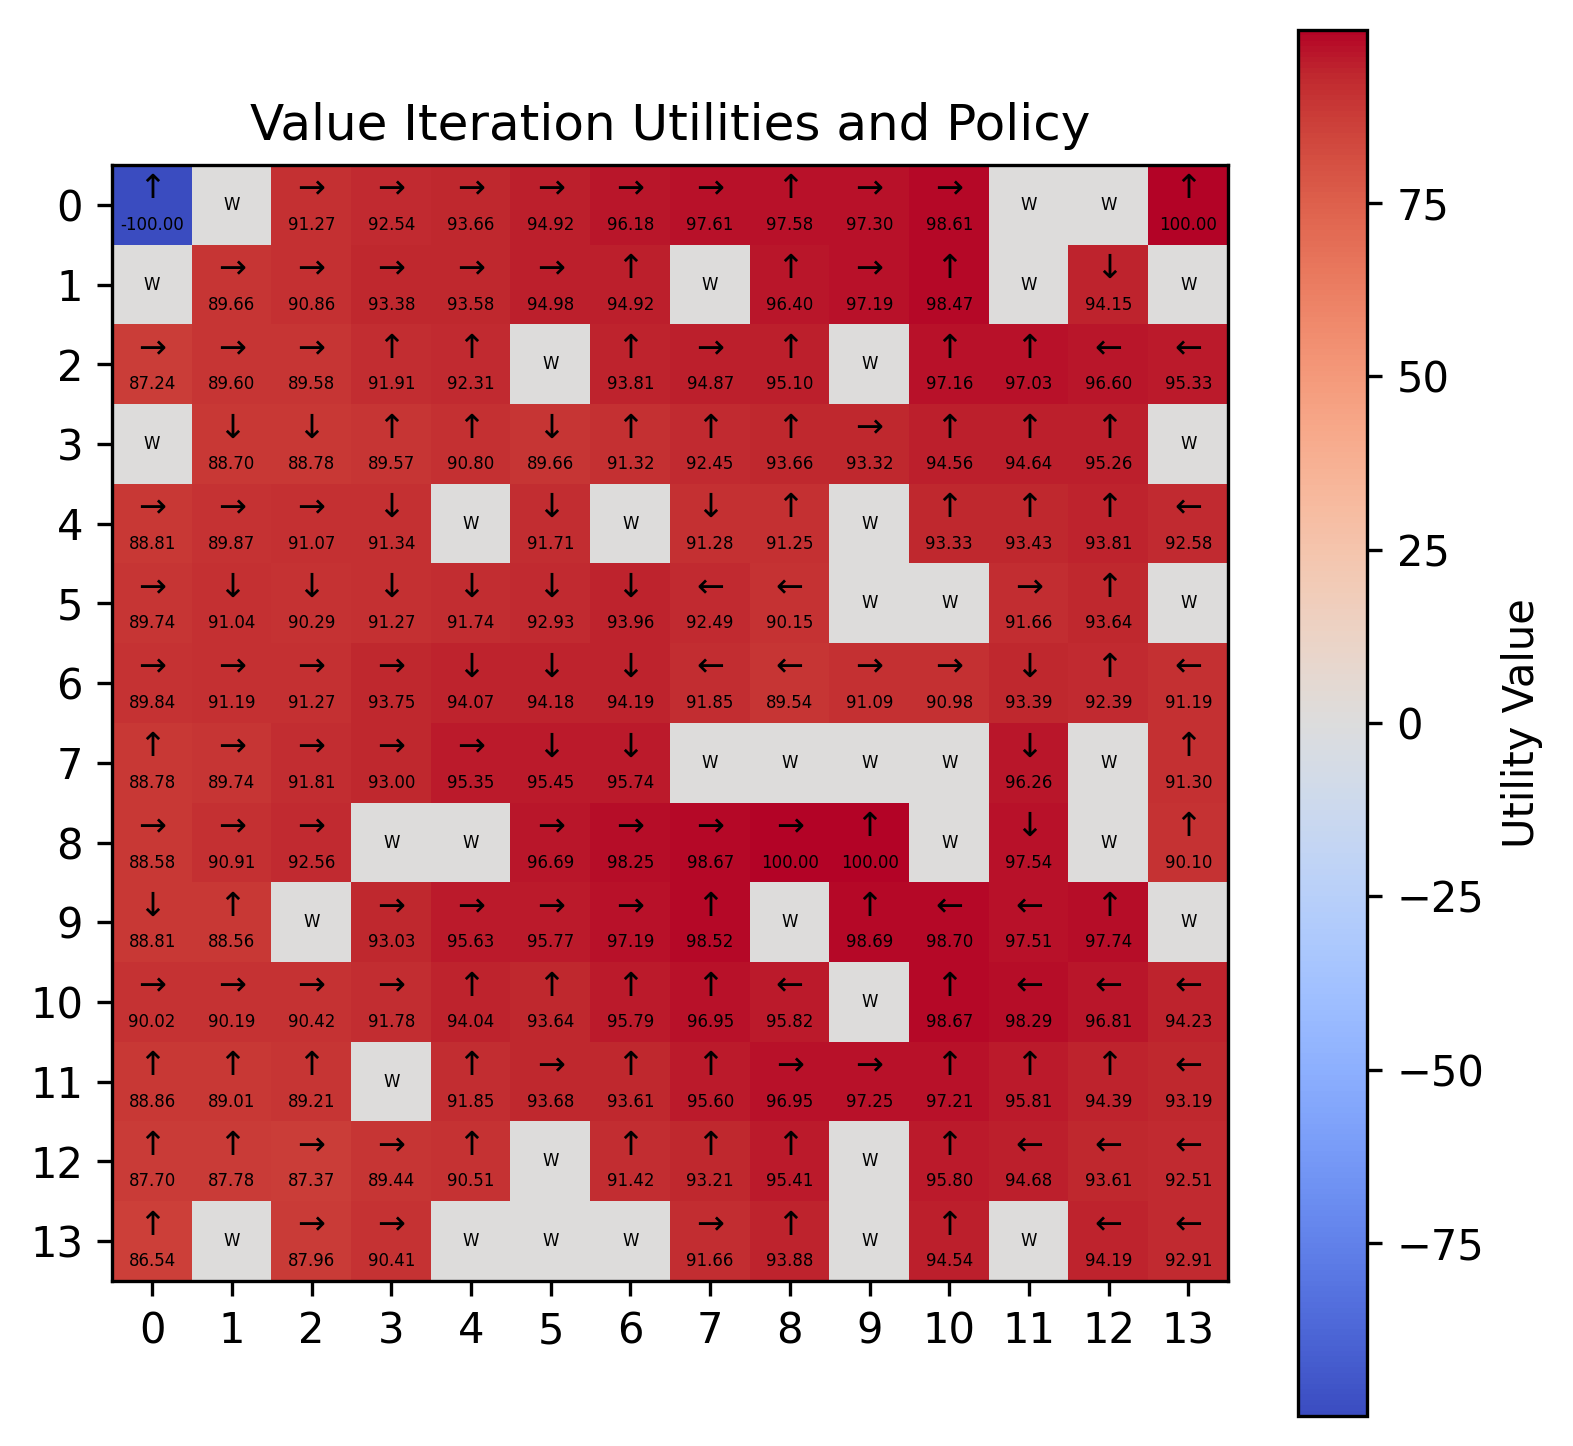 Value Iteration Utilities and Policy
0 ↑ W → → → → → → ↑ → → W W ↑
-100.00 91.27 92.54 93.66 94.92 96.18 97.61 97.58 97.30 98.61 100.00
1 W → → → → → ↑ W ↑ → ↑ W ↓ W
89.66 90.86 93.38 93.58 94.98 94.92 96.40 97.19 98.47 94.15
2 → → → ↑ ↑ W ↑ → ↑ W ↑ ↑ ← ←
87.24 89.60 89.58 91.91 92.31 93.81 94.87 95.10 97.16 97.03 96.60 95.33
3 W ↓ ↓ ↑ ↑ ↓ ↑ ↑ ↑ → ↑ ↑ ↑ W
88.70 88.78 89.57 90.80 89.66 91.32 92.45 93.66 93.32 94.56 94.64 95.26
4 → → → ↓ W ↓ W ↓ ↑ W ↑ ↑ ↑ ←
88.81 89.87 91.07 91.34 91.71 91.28 91.25 93.33 93.43 93.81 92.58
5 → ↓ ↓ ↓ ↓ ↓ ↓ ← ← W W → ↑ W
89.74 91.04 90.29 91.27 91.74 92.93 93.96 92.49 90.15 91.66 93.64
6 → → → → ↓ ↓ ↓ ← ← → → ↓ ↑ ←
89.84 91.19 91.27 93.75 94.07 94.18 94.19 91.85 89.54 91.09 90.98 93.39 92.39 91.19
7 ↑ → → → → ↓ ↓ W W W W ↓ W ↑
88.78 89.74 91.81 93.00 95.35 95.45 95.74 96.26 91.30
8 → → → W W → → → → ↑ W ↓ W ↑
88.58 90.91 92.56 96.69 98.25 98.67 100.00 100.00 97.54 90.10
9 ↓ ↑ W → → → → ↑ W ↑ ← ← ↑ W
88.81 88.56 93.03 95.63 95.77 97.19 98.52 98.69 98.70 97.51 97.74
10 → → → → ↑ ↑ ↑ ↑ ← W ↑ ← ← ←
90.02 90.19 90.42 91.78 94.04 93.64 95.79 96.95 95.82 98.67 98.29 96.81 94.23
11 ↑ ↑ ↑ W ↑ → ↑ ↑ → → ↑ ↑ ↑ ←
88.86 89.01 89.21 91.85 93.68 93.61 95.60 96.95 97.25 97.21 95.81 94.39 93.19
12 ↑ ↑ → → ↑ W ↑ ↑ ↑ W ↑ ← ← ←
87.70 87.78 87.37 89.44 90.51 91.42 93.21 95.41 95.80 94.68 93.61 92.51
13 ↑ W → → W W W → ↑ W ↑ W ← ←
86.54 87.96 90.41 91.66 93.88 94.54 94.19 92.91
0 1 2 3 4 5 6 7 8 9 10 11 12 13
75
50
25
0
−25
−50
−75
Utility Value